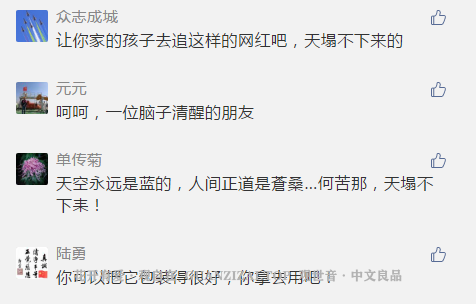 众志成城
让你家的孩子去追这样的网红吧，天塌不下来的
元元
呵呵，一位脑子清醒的朋友
单传菊
天空永远是蓝的，人间正道是蒼桑...何苦那，天塌不
下来！
陆勇
你可以把它包装得很好，你拿去用吧！
中文良品